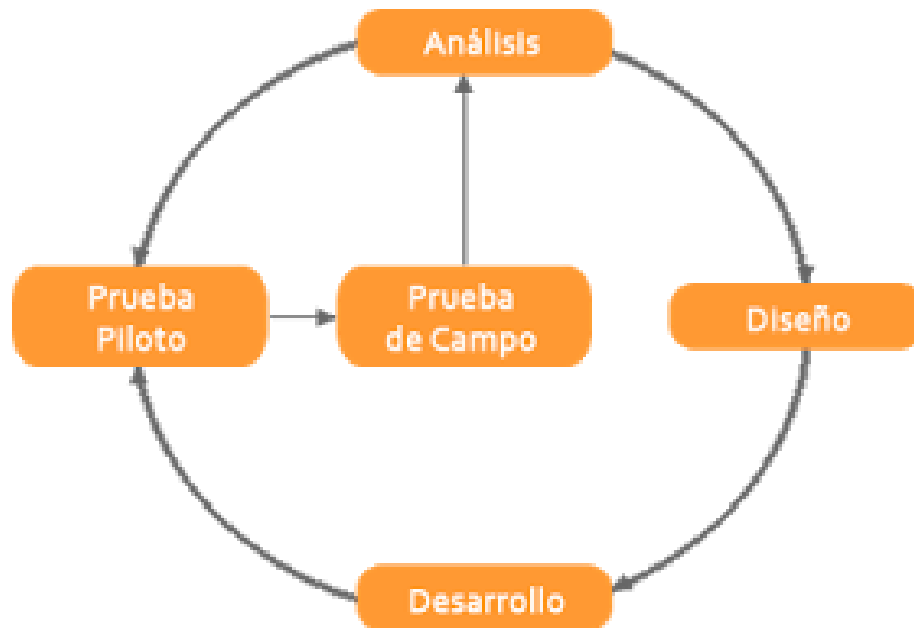 Análisis
Prueba
Piloto
Prueba
de Campo
Diseño
Desarrollo